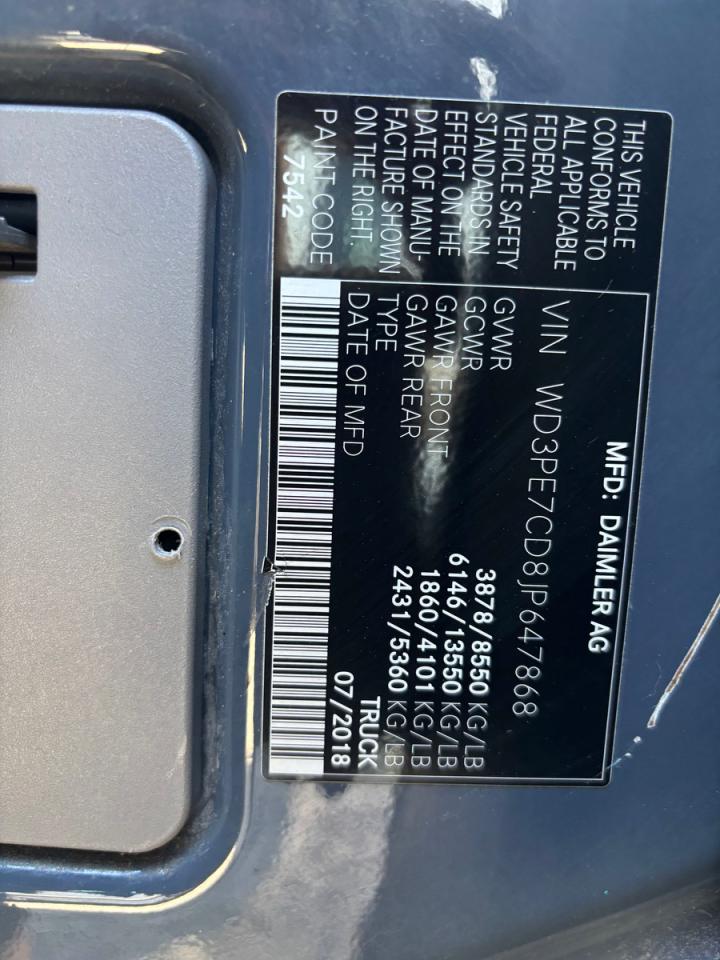 THIS VEHICLE
CONFORMS TO
ALL APPLICABLE
FEDERAL
VEHICLE SAFETY
STANDARDS IN
EFFECT ON THE
DATE OF MANU-
FACTURE SHOWN
ON THE RIGHT.
PAINT CODE
7542
MFD: DAIMLER AG
VIN WD3PE7CD8JP647868
GVWR 3878/8550 KG/LB
GCWR 6146/13550 KG/LB
GAWR FRONT 1860/4101 KG/LB
GAWR REAR 2431/5360 KG/LB
TYPE TRUCK
DATE OF MFD 07/2018